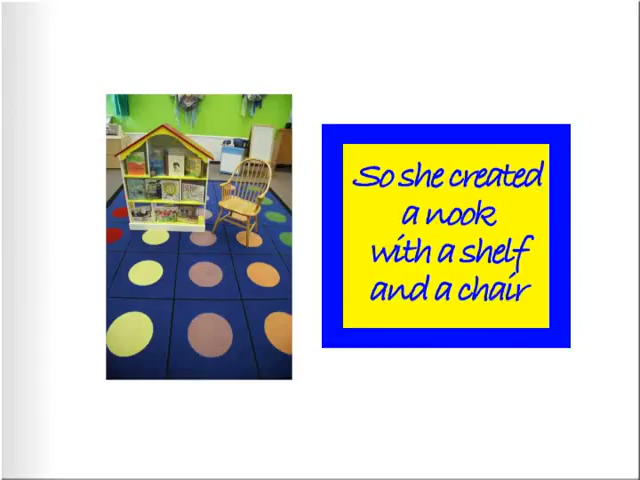 So she created
a nook
with a shelf
and a chair